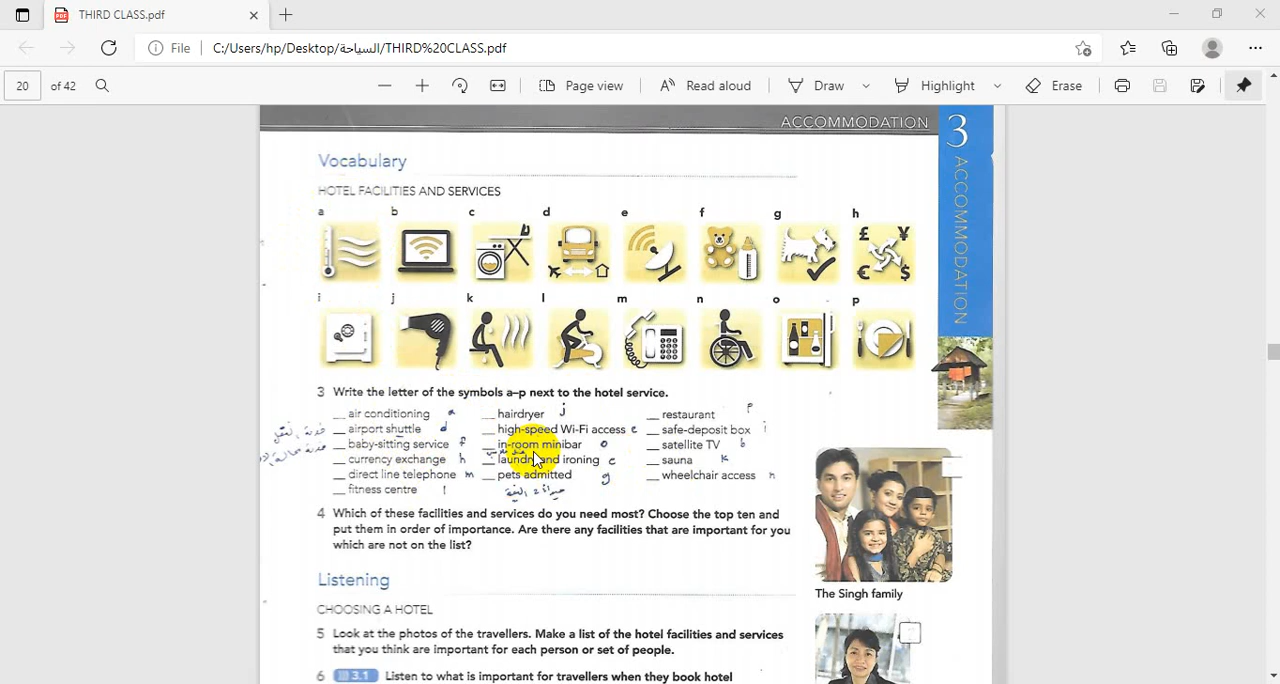 THIRD CLASS.pdf
File C:/Users/hp/Desktop/السياحة/THIRD%20CLASS.pdf
20 of 42 Page view Read aloud Draw Highlight Erase
ACCOMMODATION
3 ACCOMMODATION
Vocabulary
HOTEL FACILITIES AND SERVICES
a b c d e f g h
£ ¥ € $
i j k l m n o p
3 Write the letter of the symbols a–p next to the hotel service.
__ air conditioning a __ hairdryer j __ restaurant p
__ airport shuttle d __ high-speed Wi-Fi access e __ safe-deposit box i
__ baby-sitting service f __ in-room minibar o __ satellite TV b
__ currency exchange h __ laundry and ironing c __ sauna k
__ direct line telephone m __ pets admitted g __ wheelchair access n
__ fitness centre l
4 Which of these facilities and services do you need most? Choose the top ten and
put them in order of importance. Are there any facilities that are important for you
which are not on the list?
Listening
CHOOSING A HOTEL
The Singh family
5 Look at the photos of the travellers. Make a list of the hotel facilities and services
that you think are important for each person or set of people.
6 3.1 Listen to what is important for travellers when they book hotel